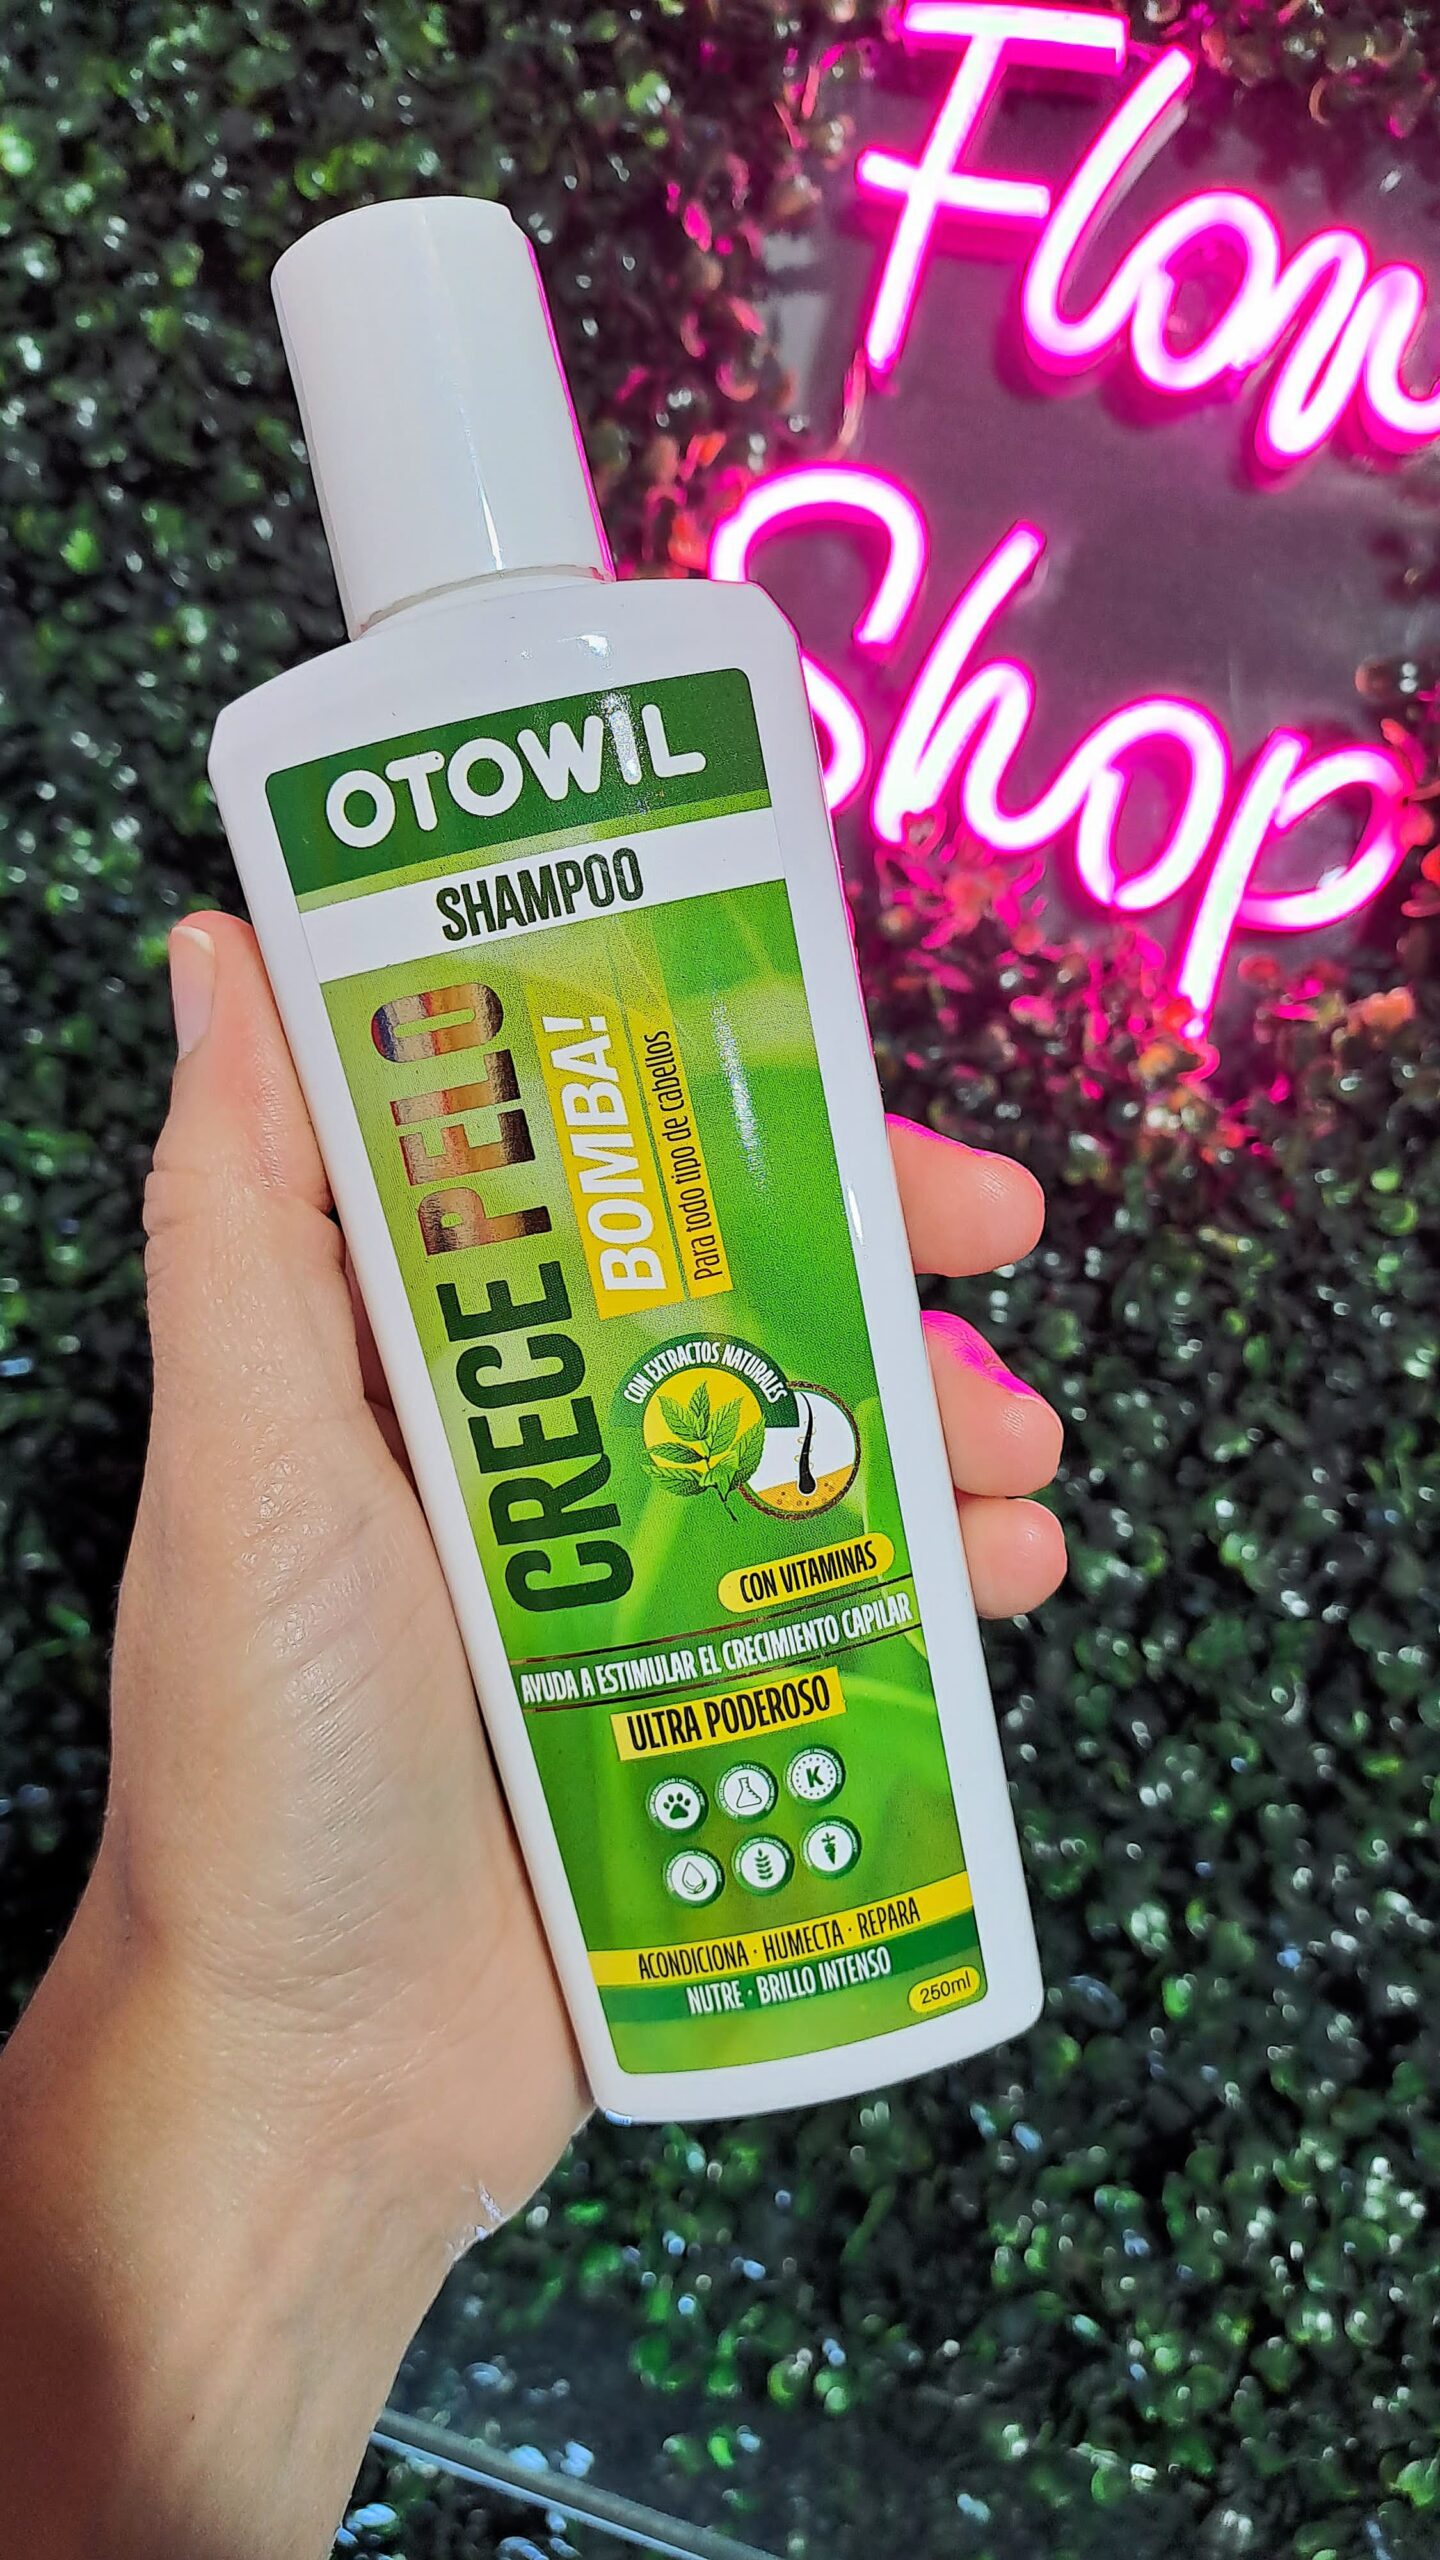 Flor
Shop
OTOWIL
SHAMPOO
CRECE PELO
BOMBA!
Para todo tipo de cabellos
CON EXTRACTOS NATURALES
CON VITAMINAS
AYUDA A ESTIMULAR EL CRECIMIENTO CAPILAR
ULTRA PODEROSO
K
ACONDICIONA · HUMECTA · REPARA
NUTRE · BRILLO INTENSO
250ml